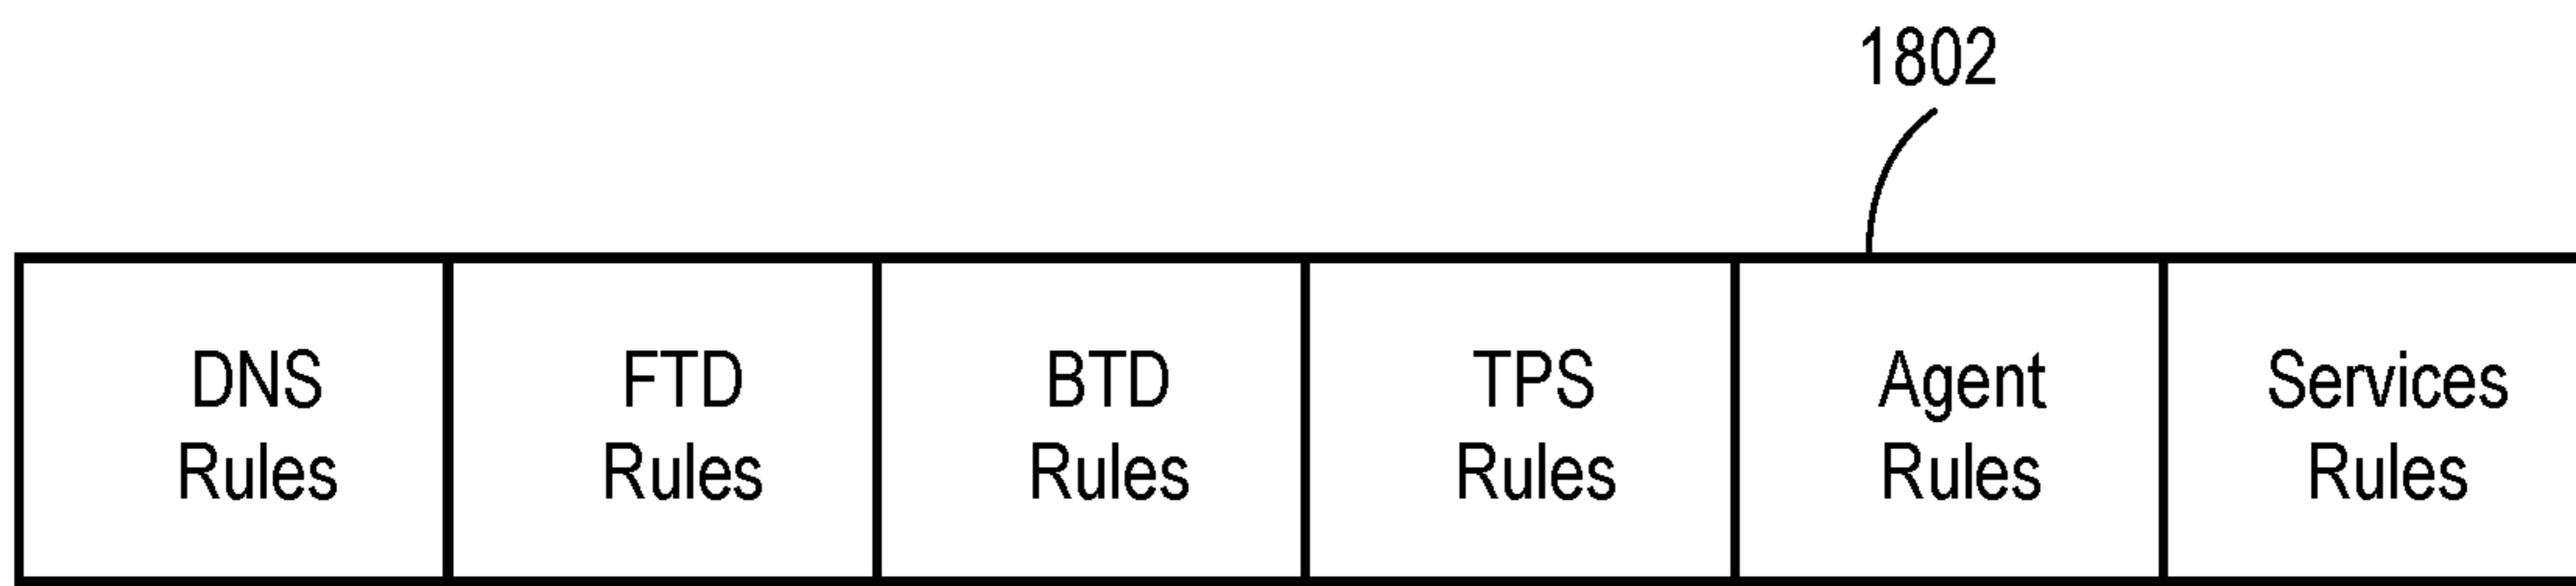 1802
DNS
Rules
FTD
Rules
BTD
Rules
TPS
Rules
Agent
Rules
Services
Rules